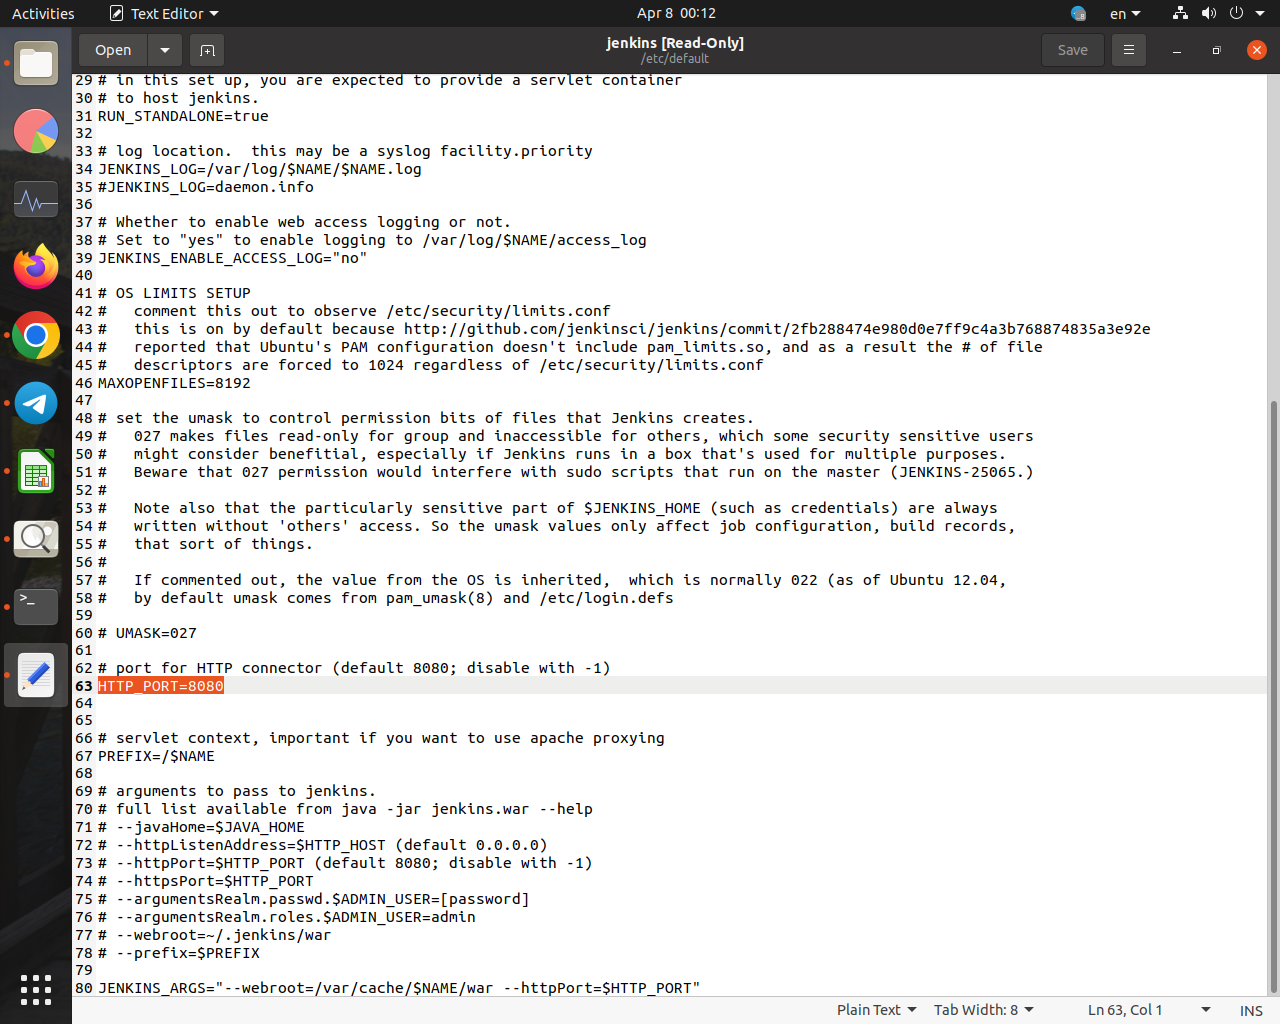 Activities
Text Editor
Apr 8 00:12
en
Open
jenkins [Read-Only]
/etc/default
Save
29 # in this set up, you are expected to provide a servlet container
30 # to host jenkins.
31 RUN_STANDALONE=true
32
33 # log location.  this may be a syslog facility.priority
34 JENKINS_LOG=/var/log/$NAME/$NAME.log
35 #JENKINS_LOG=daemon.info
36
37 # Whether to enable web access logging or not.
38 # Set to "yes" to enable logging to /var/log/$NAME/access_log
39 JENKINS_ENABLE_ACCESS_LOG="no"
40
41 # OS LIMITS SETUP
42 #   comment this out to observe /etc/security/limits.conf
43 #   this is on by default because http://github.com/jenkinsci/jenkins/commit/2fb288474e980d0e7ff9c4a3b768874835a3e92e
44 #   reported that Ubuntu's PAM configuration doesn't include pam_limits.so, and as a result the # of file
45 #   descriptors are forced to 1024 regardless of /etc/security/limits.conf
46 MAXOPENFILES=8192
47
48 # set the umask to control permission bits of files that Jenkins creates.
49 #   027 makes files read-only for group and inaccessible for others, which some security sensitive users
50 #   might consider benefitial, especially if Jenkins runs in a box that's used for multiple purposes.
51 #   Beware that 027 permission would interfere with sudo scripts that run on the master (JENKINS-25065.)
52 #
53 #   Note also that the particularly sensitive part of $JENKINS_HOME (such as credentials) are always
54 #   written without 'others' access. So the umask values only affect job configuration, build records,
55 #   that sort of things.
56 #
57 #   If commented out, the value from the OS is inherited,  which is normally 022 (as of Ubuntu 12.04,
58 #   by default umask comes from pam_umask(8) and /etc/login.defs
59
60 # UMASK=027
61
62 # port for HTTP connector (default 8080; disable with -1)
63 HTTP_PORT=8080
64
65
66 # servlet context, important if you want to use apache proxying
67 PREFIX=/$NAME
68
69 # arguments to pass to jenkins.
70 # full list available from java -jar jenkins.war --help
71 # --javaHome=$JAVA_HOME
72 # --httpListenAddress=$HTTP_HOST (default 0.0.0.0)
73 # --httpPort=$HTTP_PORT (default 8080; disable with -1)
74 # --httpsPort=$HTTP_PORT
75 # --argumentsRealm.passwd.$ADMIN_USER=[password]
76 # --argumentsRealm.roles.$ADMIN_USER=admin
77 # --webroot=~/.jenkins/war
78 # --prefix=$PREFIX
79
80 JENKINS_ARGS="--webroot=/var/cache/$NAME/war --httpPort=$HTTP_PORT"
Plain Text
Tab Width: 8
Ln 63, Col 1
INS